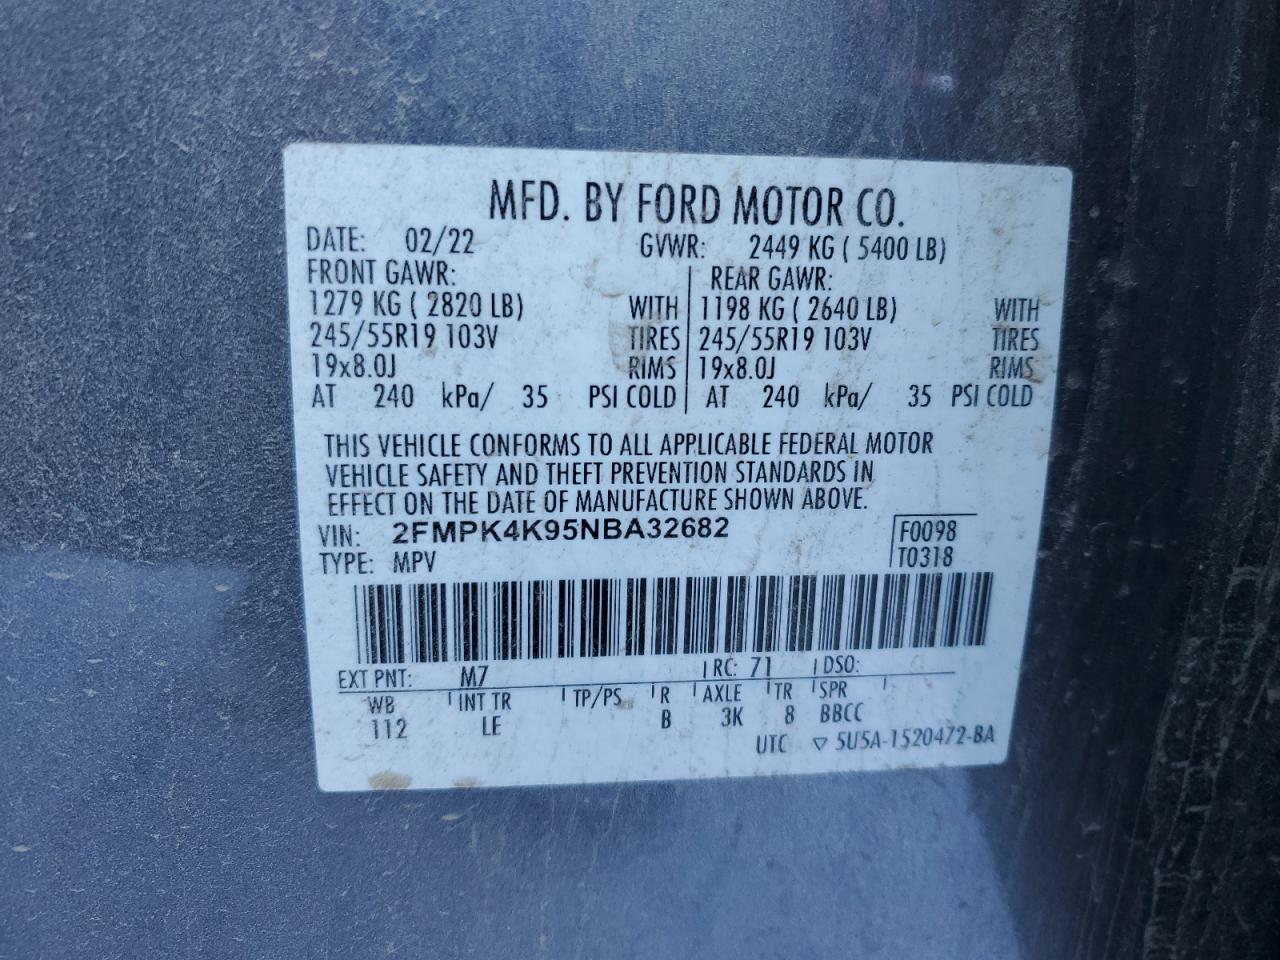 MFD. BY FORD MOTOR CO.
DATE: 02/22 GVWR: 2449 KG ( 5400 LB)
FRONT GAWR: REAR GAWR:
1279 KG ( 2820 LB) WITH 1198 KG ( 2640 LB) WITH
245/55R19 103V TIRES 245/55R19 103V TIRES
19x8.0J RIMS 19x8.0J RIMS
AT 240 kPa/ 35 PSI COLD AT 240 kPa/ 35 PSI COLD
THIS VEHICLE CONFORMS TO ALL APPLICABLE FEDERAL MOTOR
VEHICLE SAFETY AND THEFT PREVENTION STANDARDS IN
EFFECT ON THE DATE OF MANUFACTURE SHOWN ABOVE.
VIN: 2FMPK4K95NBA32682 F0098
TYPE: MPV T0318
EXT PNT: M7 RC: 71 DSO:
WB INT TR TP/PS R AXLE TR SPR
112 LE B 3K 8 BBCC
UTC ▽ 5U5A-1520472-BA